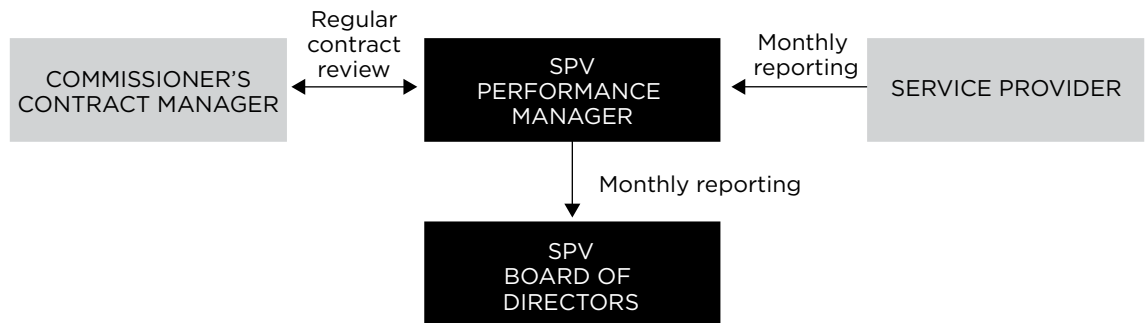 COMMISSIONER'S
CONTRACT MANAGER
Regular
contract
review
SPV
PERFORMANCE
MANAGER
Monthly
reporting
SERVICE PROVIDER
Monthly reporting
SPV
BOARD OF
DIRECTORS